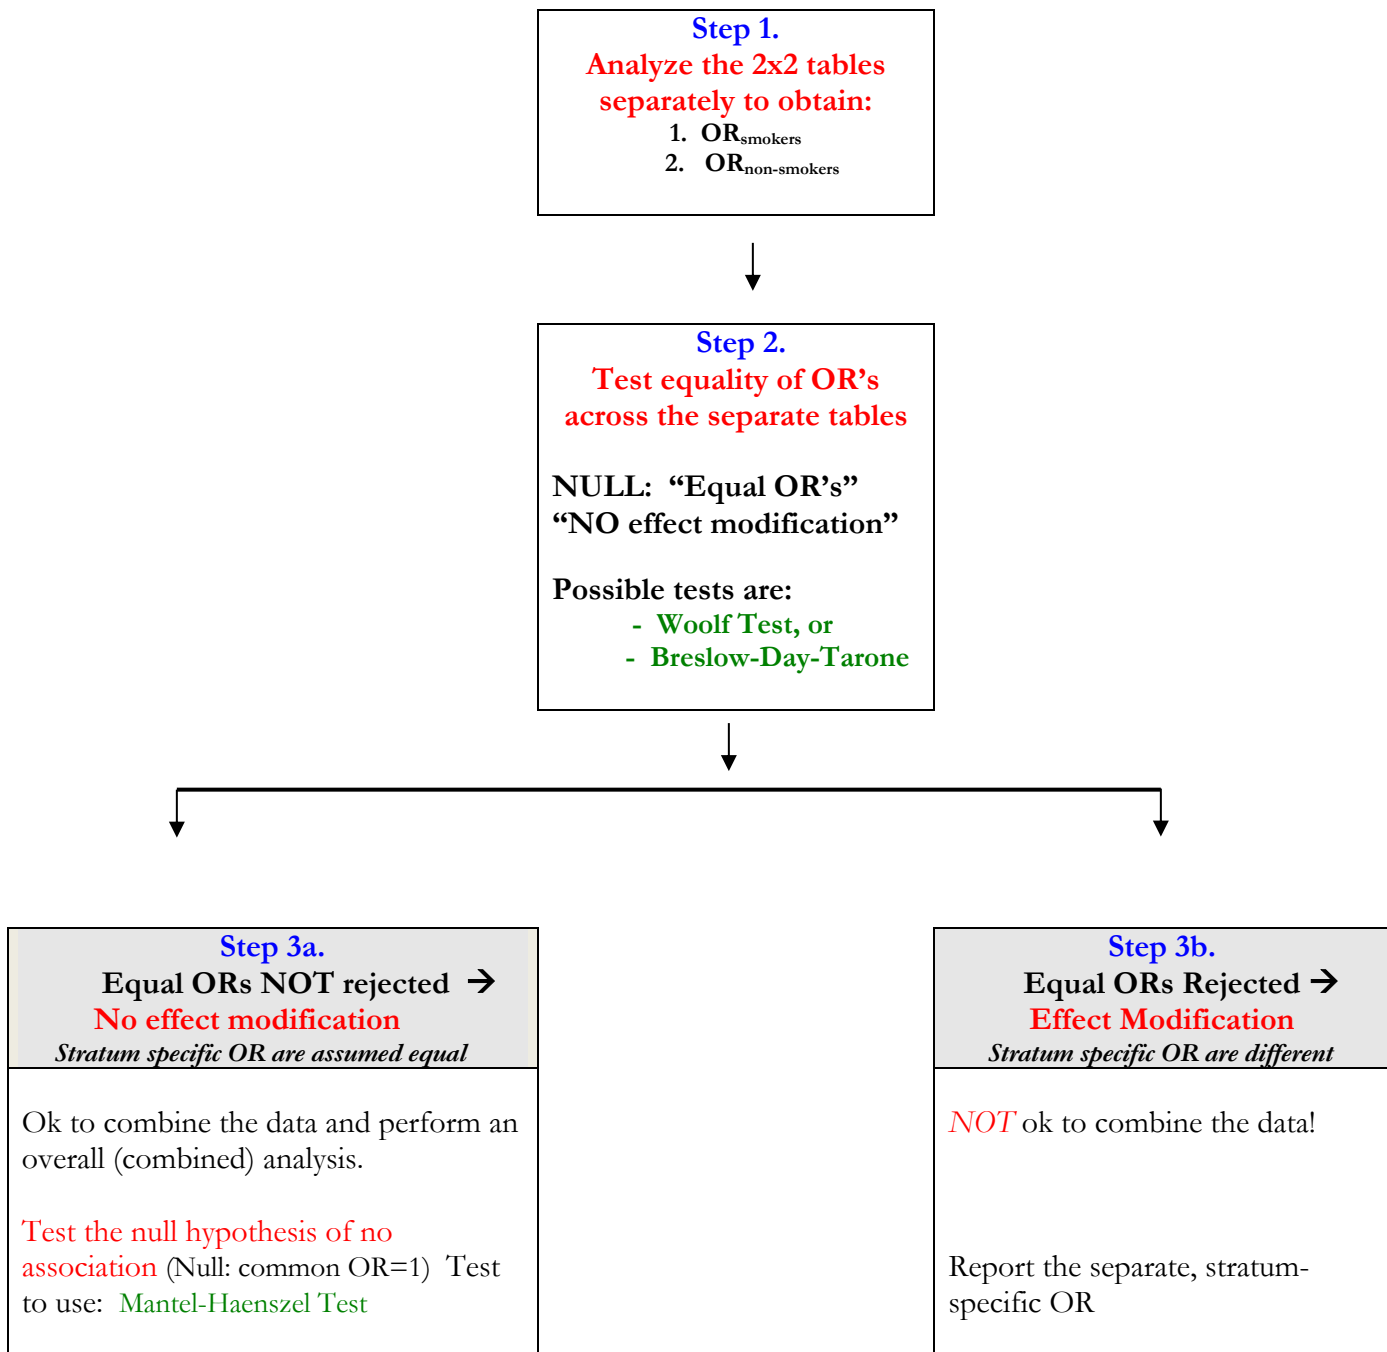 Step 1.
Analyze the 2x2 tables
separately to obtain:
1. ORsmokers
2. ORnon-smokers
Step 2.
Test equality of OR’s
across the separate tables
NULL: “Equal OR’s”
“NO effect modification”
Possible tests are:
- Woolf Test, or
- Breslow-Day-Tarone
Step 3a.
Equal ORs NOT rejected →
No effect modification
Stratum specific OR are assumed equal
Ok to combine the data and perform an
overall (combined) analysis.
Test the null hypothesis of no
association (Null: common OR=1) Test
to use: Mantel-Haenszel Test
Step 3b.
Equal ORs Rejected →
Effect Modification
Stratum specific OR are different
NOT ok to combine the data!
Report the separate, stratum-
specific OR